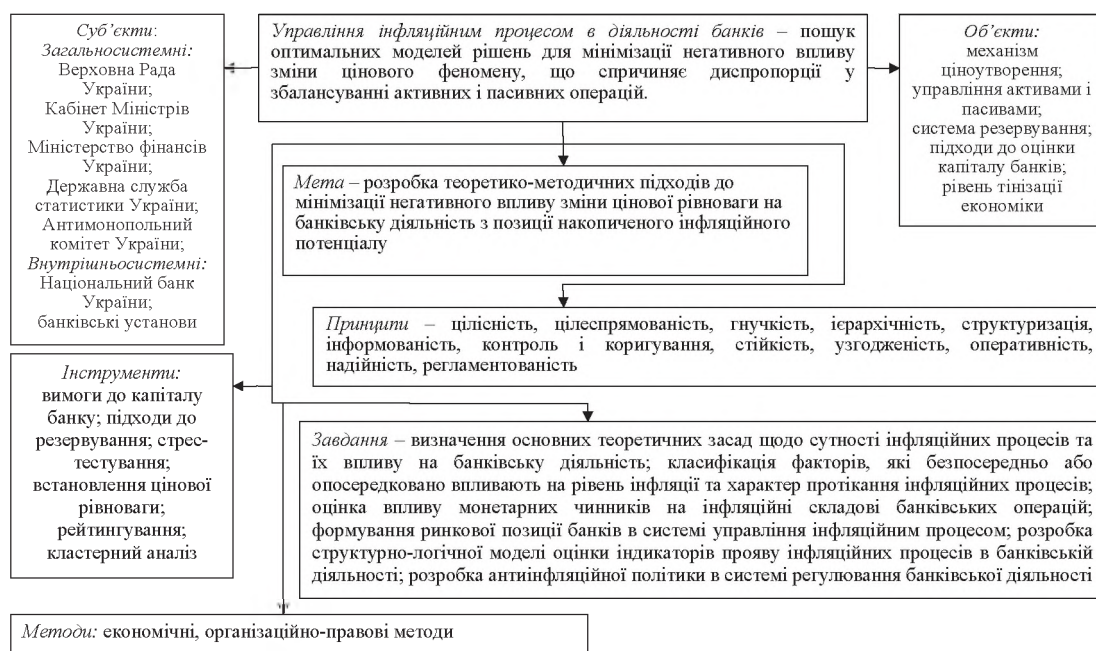 Суб’єкти:
Загальносистемні:
Верховна Рада
України;
Кабінет Міністрів
України;
Міністерство фінансів
України;
Державна служба
статистики України;
Антимонопольний
комітет України;
Внутрішньосистемні:
Національний банк
України;
банківські установи
Управління інфляційним процесом в діяльності банків – пошук
оптимальних моделей рішень для мінімізації негативного впливу
зміни цінового феномену, що спричиняє диспропорції у
збалансуванні активних і пасивних операцій.
Об’єкти:
механізм
ціноутворення;
управління активами і
пасивами;
система резервування;
підходи до оцінки
капіталу банків;
рівень тінізації
економіки
Мета – розробка теоретико-методичних підходів до
мінімізації негативного впливу зміни цінової рівноваги на
банківську діяльність з позиції накопиченого інфляційного
потенціалу
Принципи – цілісність, цілеспрямованість, гнучкість, ієрархічність, структуризація,
інформованість, контроль і коригування, стійкість, узгодженість, оперативність,
надійність, регламентованість
Інструменти:
вимоги до капіталу
банку; підходи до
резервування; стрес-
тестування;
встановлення цінової
рівноваги;
рейтингування;
кластерний аналіз
Завдання – визначення основних теоретичних засад щодо сутності інфляційних процесів та
їх впливу на банківську діяльність; класифікація факторів, які безпосередньо або
опосередковано впливають на рівень інфляції та характер протікання інфляційних процесів;
оцінка впливу монетарних чинників на інфляційні складові банківських операцій;
формування ринкової позиції банків в системі управління інфляційним процесом; розробка
структурно-логічної моделі оцінки індикаторів прояву інфляційних процесів в банківській
діяльності; розробка антиінфляційної політики в системі регулювання банківської діяльності
Методи: економічні, організаційно-правові методи